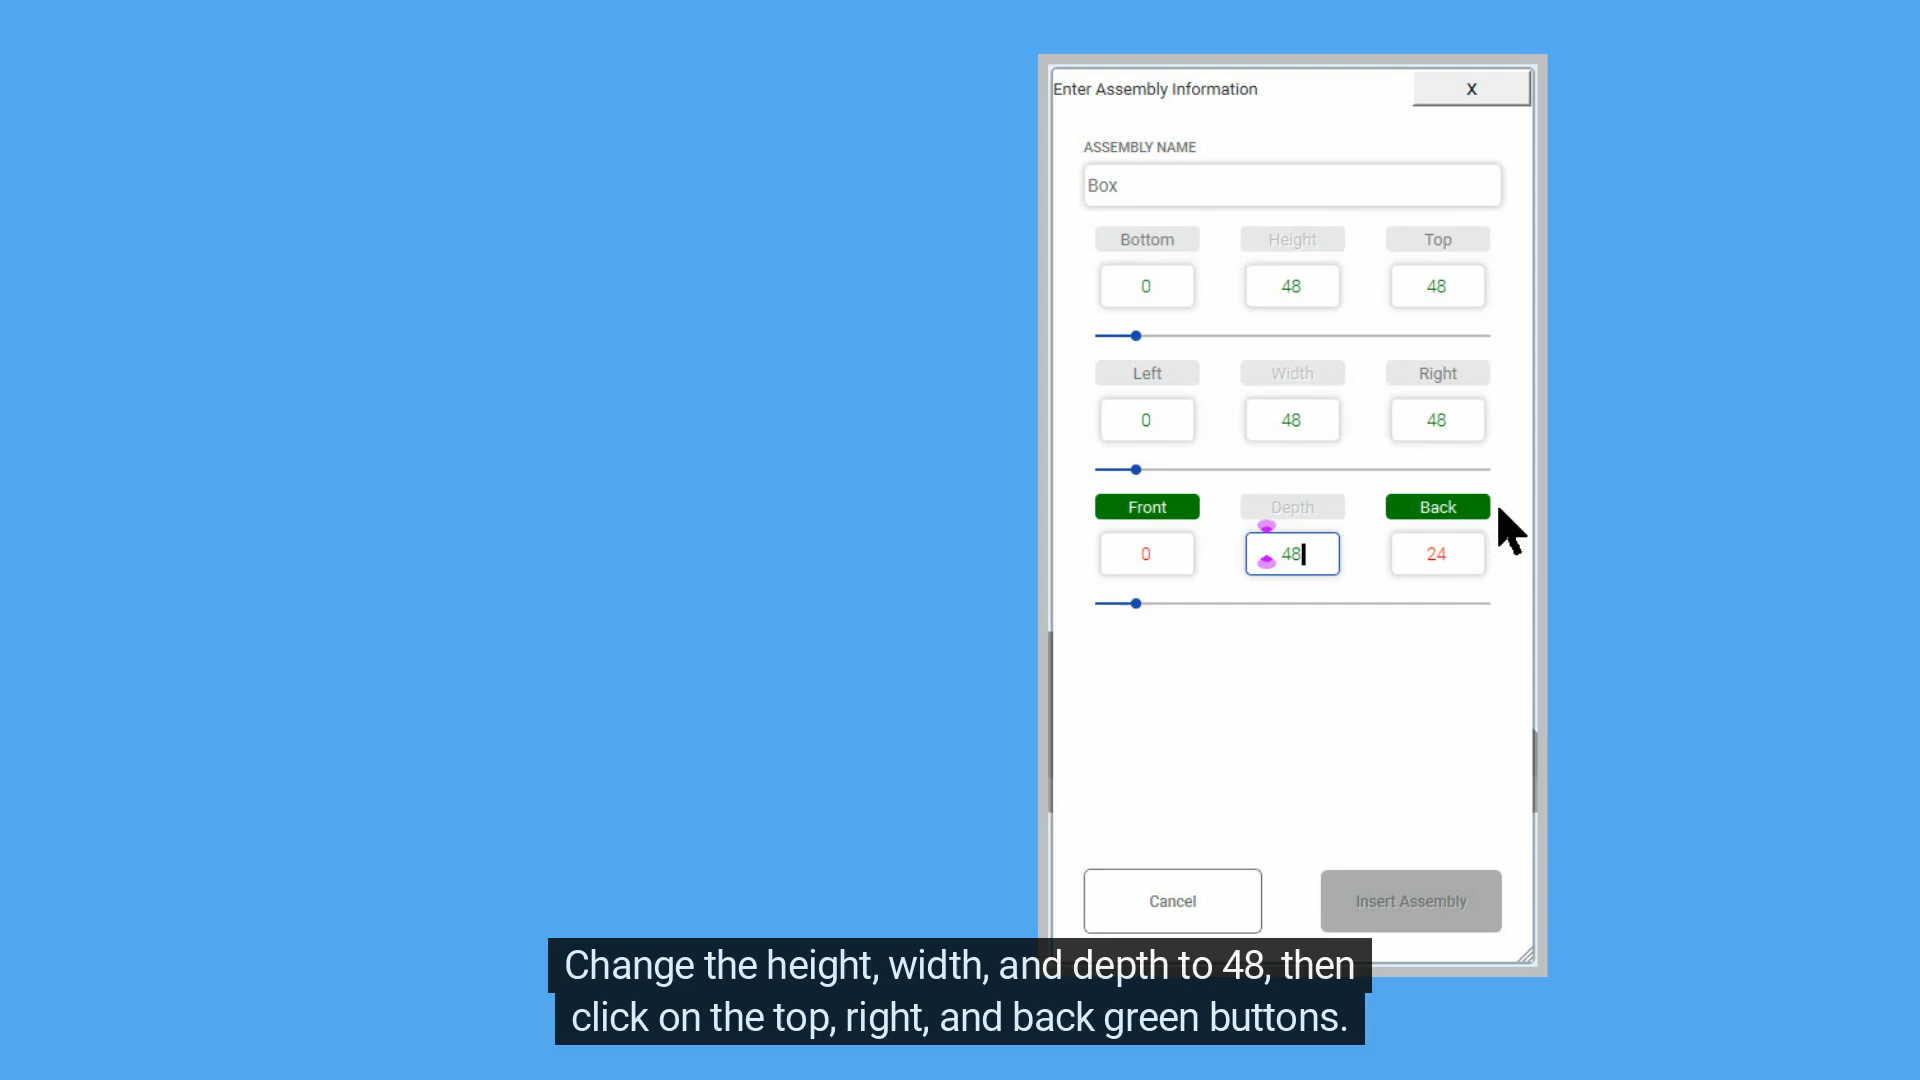 Enter Assembly Information
X
ASSEMBLY NAME
Box
Bottom Height Top
0 48 48
Left Width Right
0 48 48
Front Depth Back
0 48 24
Cancel Insert Assembly
Change the height, width, and depth to 48, then
click on the top, right, and back green buttons.